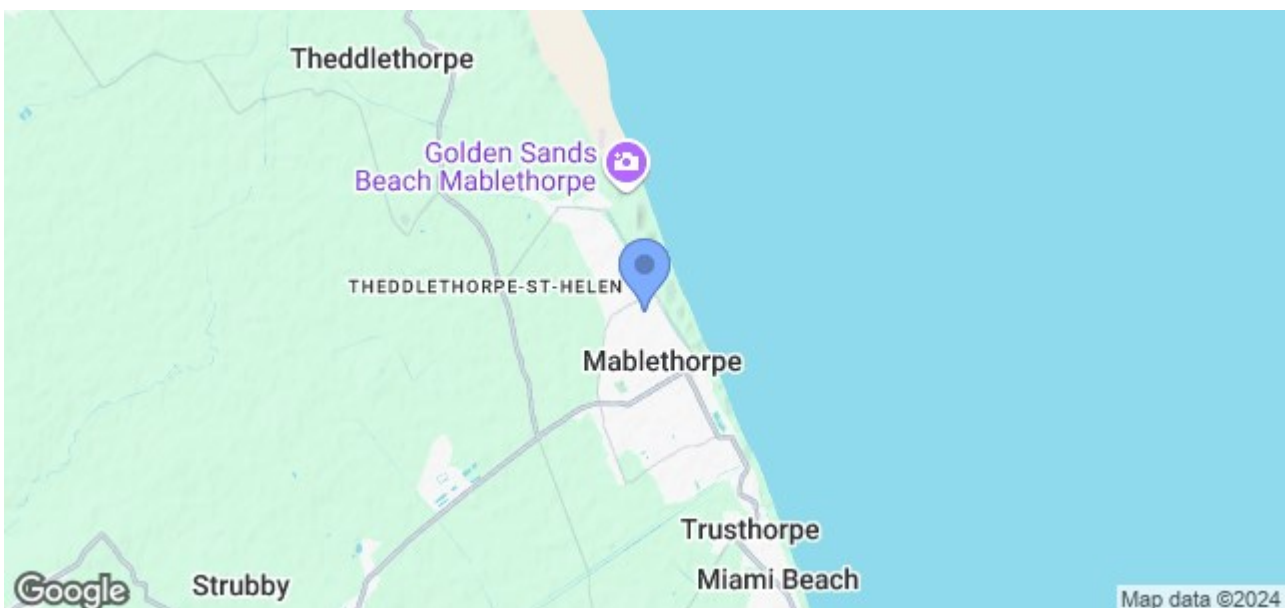 Theddlethorpe
Golden Sands
Beach Mablethorpe
THEDDLETHORPE-ST-HELEN
Mablethorpe
Trusthorpe
Miami Beach
Strubby
Google
Map data ©2024